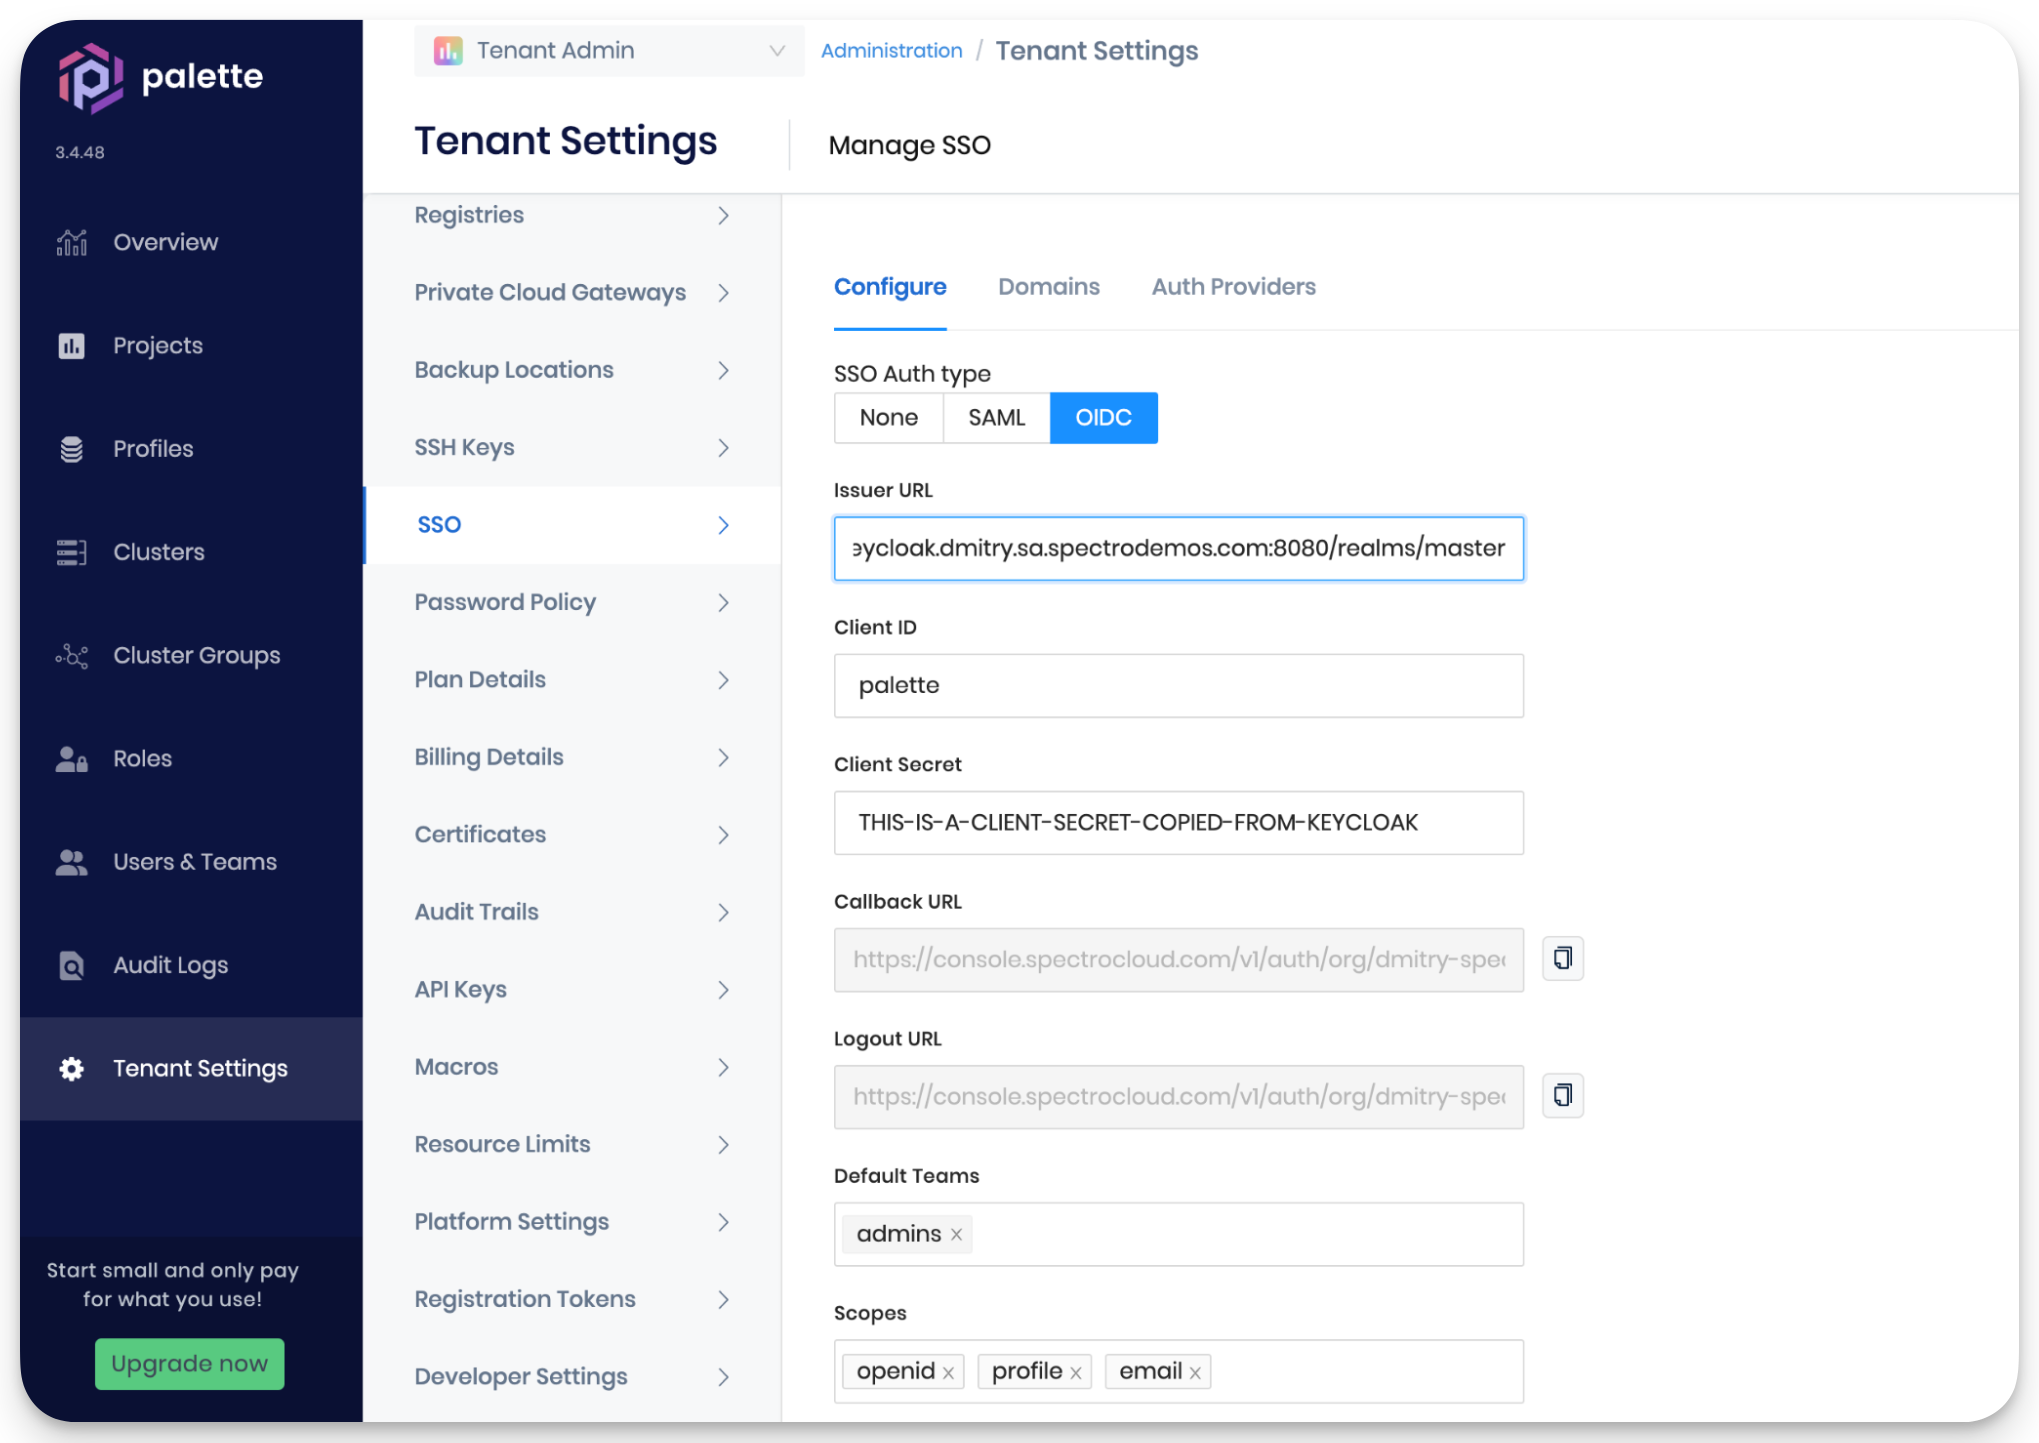 palette
3.4.48
Overview
Projects
Profiles
Clusters
Cluster Groups
Roles
Users & Teams
Audit Logs
Tenant Settings
Start small and only pay
for what you use!
Upgrade now
Tenant Admin
Administration / Tenant Settings
Tenant Settings
Manage SSO
Registries
Private Cloud Gateways
Backup Locations
SSH Keys
SSO
Password Policy
Plan Details
Billing Details
Certificates
Audit Trails
API Keys
Macros
Resource Limits
Platform Settings
Registration Tokens
Developer Settings
Configure Domains Auth Providers
SSO Auth type
None SAML OIDC
Issuer URL
eycloak.dmitry.sa.spectrodemos.com:8080/realms/master
Client ID
palette
Client Secret
THIS-IS-A-CLIENT-SECRET-COPIED-FROM-KEYCLOAK
Callback URL
https://console.spectrocloud.com/v1/auth/org/dmitry-spec
Logout URL
https://console.spectrocloud.com/v1/auth/org/dmitry-spec
Default Teams
admins ×
Scopes
openid × profile × email ×